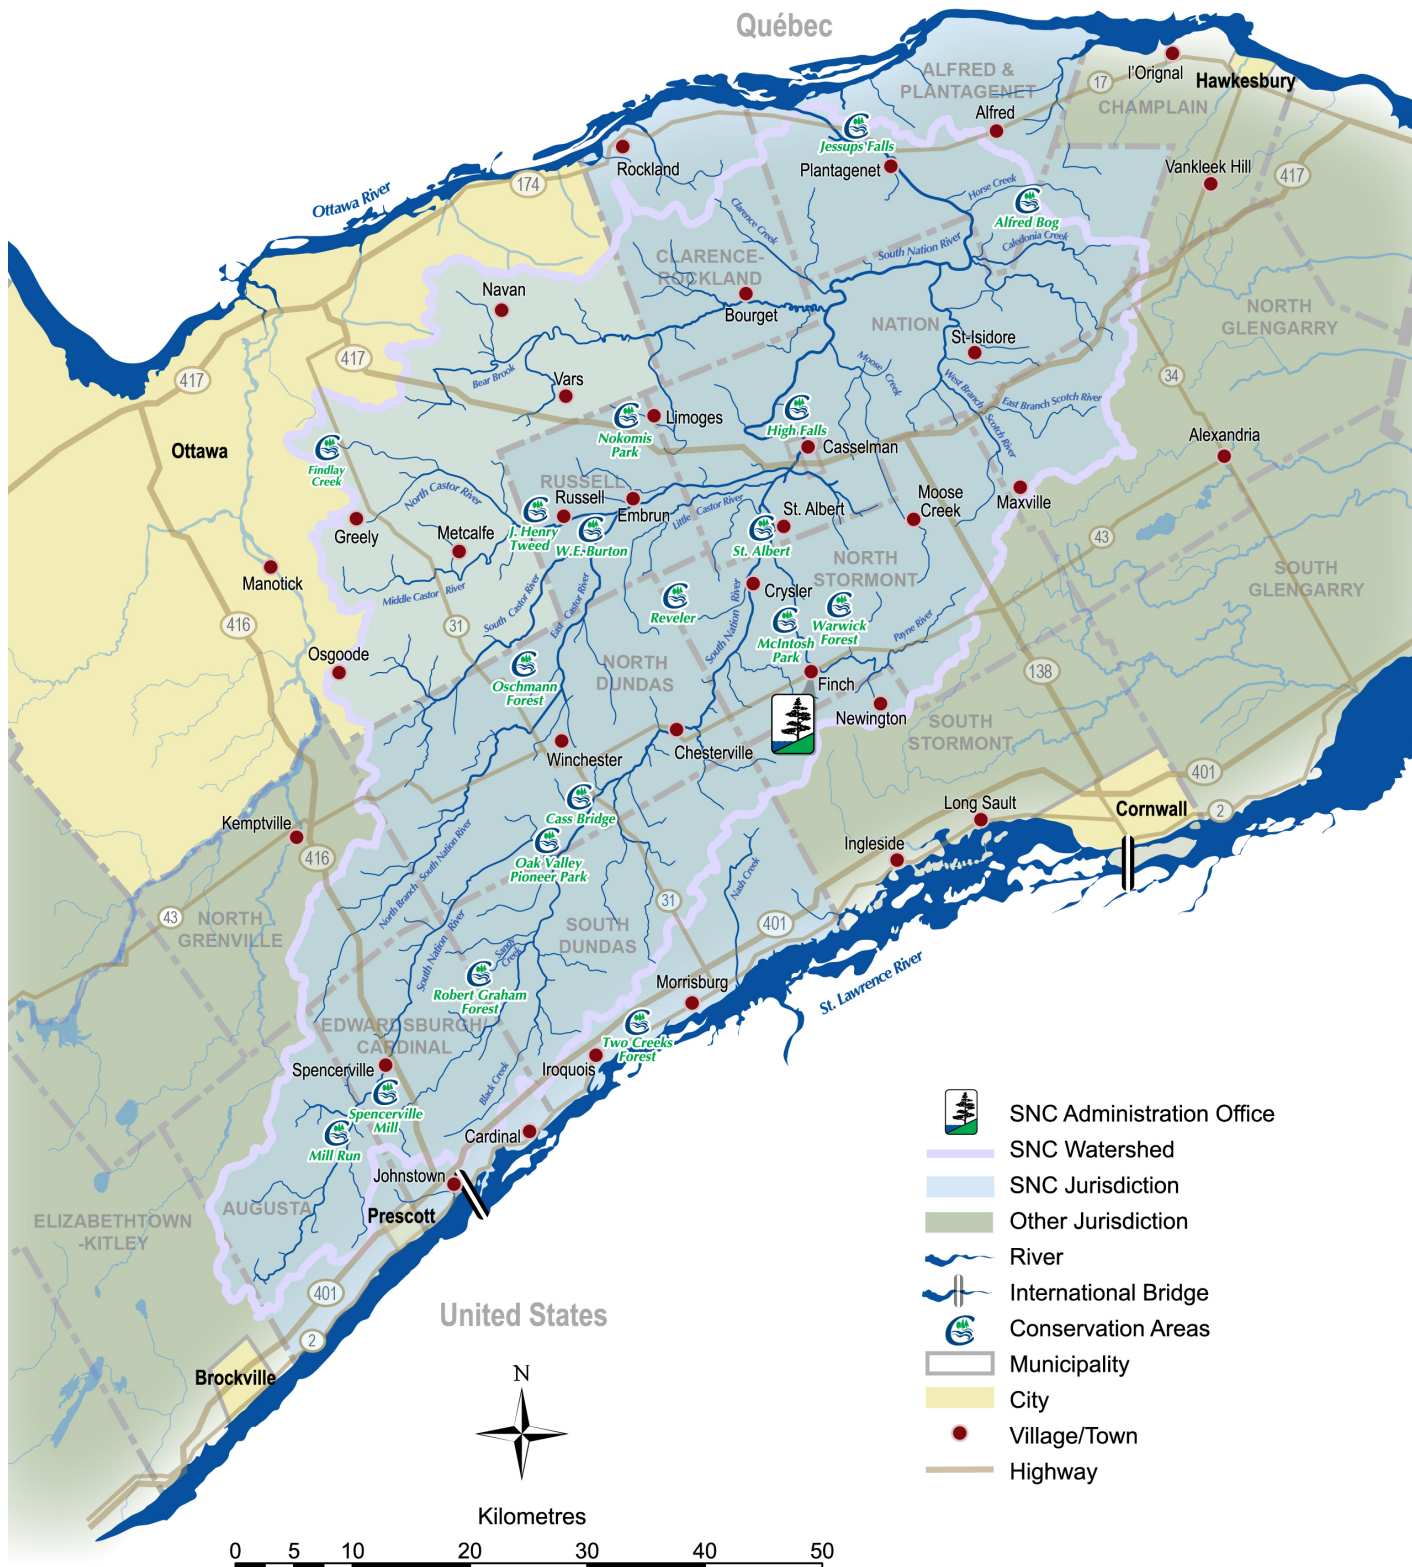 Québec
ALFRED &
PLANTAGENET
l'Orignal
Hawkesbury
17
CHAMPLAIN
Alfred
Jessups Falls
Rockland
Plantagenet
Vankleek Hill
417
174
Ottawa River
Horse Creek
Alfred Bog
Clarence Creek
Caledonia Creek
South Nation River
CLARENCE-
ROCKLAND
Navan
Bourget
NATION
NORTH
GLENGARRY
St-Isidore
417
417
Bear Brook
Vars
Moose Creek
West Branch Scotch River
East Branch Scotch River
34
Nokomis
Park
Limoges
High Falls
Casselman
Alexandria
Ottawa
Findlay
Creek
North Castor River
RUSSELL
Russell
Embrun
Little Castor River
Moose
Creek
Maxville
Greely
Metcalfe
J. Henry
Tweed
W.E. Burton
St. Albert
St. Albert
43
Manotick
Middle Castor River
South Castor River
East Castor River
NORTH
STORMONT
SOUTH
GLENGARRY
Crysler
Reveler
South Nation River
McIntosh
Park
Warwick
Forest
Payne River
416
31
Osgoode
Oschmann
Forest
NORTH
DUNDAS
Finch
138
Newington
SOUTH
STORMONT
Winchester
Chesterville
401
Cornwall
2
Long Sault
Kemptville
416
Cass Bridge
Ingleside
Oak Valley
Pioneer Park
North Branch South Nation River
Nash Creek
43
NORTH
GRENVILLE
SOUTH
DUNDAS
31
401
South Nation River
Sandy
Creek
Robert Graham
Forest
Morrisburg
St. Lawrence River
EDWARDSBURGH/
CARDINAL
Two Creeks
Forest
Spencerville
Iroquois
Black Creek
Spencerville
Mill
Mill Run
Cardinal
Johnstown
Prescott
AUGUSTA
ELIZABETHTOWN
-KITLEY
401
2
United States
Brockville
SNC Administration Office
SNC Watershed
SNC Jurisdiction
Other Jurisdiction
River
International Bridge
Conservation Areas
Municipality
City
Village/Town
Highway
N
Kilometres
0 5 10 20 30 40 50